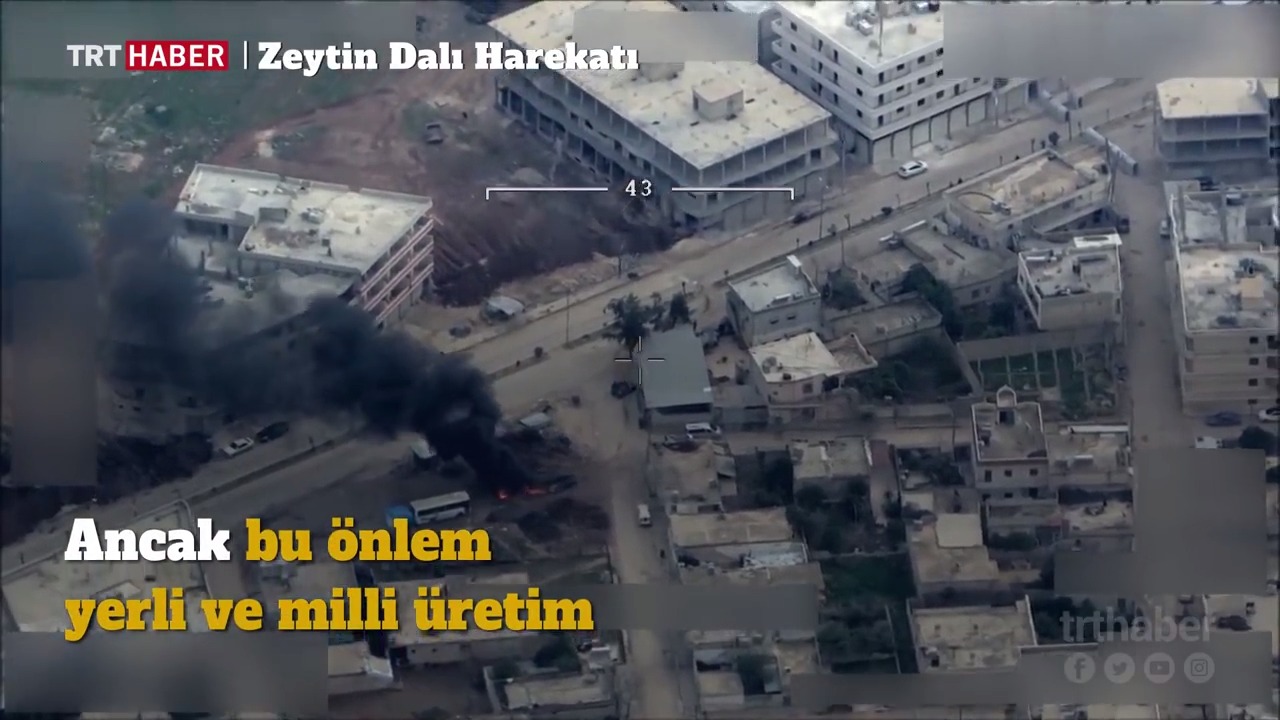 TRT HABER | Zeytin Dalı Harekatı
43
Ancak bu önlem
yerli ve milli üretim
trthaber